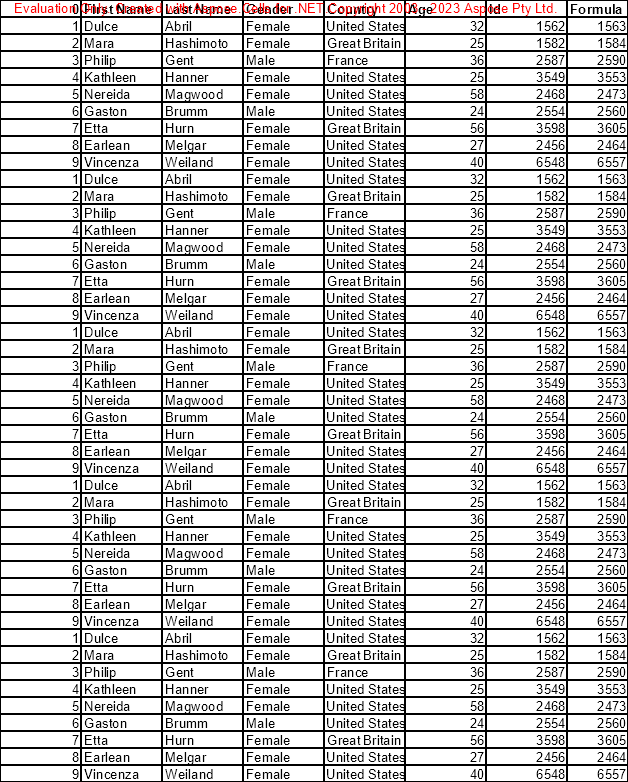 Evaluation Only. Created with Aspose.Cells for .NET.Copyright 2003 - 2023 Aspose Pty Ltd.
First Name Last Name Gender Country Age Id Formula
1 Dulce Abril Female United States 32 1562 1563
2 Mara Hashimoto Female Great Britain 25 1582 1584
3 Philip Gent Male France 36 2587 2590
4 Kathleen Hanner Female United States 25 3549 3553
5 Nereida Magwood Female United States 58 2468 2473
6 Gaston Brumm Male United States 24 2554 2560
7 Etta Hurn Female Great Britain 56 3598 3605
8 Earlean Melgar Female United States 27 2456 2464
9 Vincenza Weiland Female United States 40 6548 6557
1 Dulce Abril Female United States 32 1562 1563
2 Mara Hashimoto Female Great Britain 25 1582 1584
3 Philip Gent Male France 36 2587 2590
4 Kathleen Hanner Female United States 25 3549 3553
5 Nereida Magwood Female United States 58 2468 2473
6 Gaston Brumm Male United States 24 2554 2560
7 Etta Hurn Female Great Britain 56 3598 3605
8 Earlean Melgar Female United States 27 2456 2464
9 Vincenza Weiland Female United States 40 6548 6557
1 Dulce Abril Female United States 32 1562 1563
2 Mara Hashimoto Female Great Britain 25 1582 1584
3 Philip Gent Male France 36 2587 2590
4 Kathleen Hanner Female United States 25 3549 3553
5 Nereida Magwood Female United States 58 2468 2473
6 Gaston Brumm Male United States 24 2554 2560
7 Etta Hurn Female Great Britain 56 3598 3605
8 Earlean Melgar Female United States 27 2456 2464
9 Vincenza Weiland Female United States 40 6548 6557
1 Dulce Abril Female United States 32 1562 1563
2 Mara Hashimoto Female Great Britain 25 1582 1584
3 Philip Gent Male France 36 2587 2590
4 Kathleen Hanner Female United States 25 3549 3553
5 Nereida Magwood Female United States 58 2468 2473
6 Gaston Brumm Male United States 24 2554 2560
7 Etta Hurn Female Great Britain 56 3598 3605
8 Earlean Melgar Female United States 27 2456 2464
9 Vincenza Weiland Female United States 40 6548 6557
1 Dulce Abril Female United States 32 1562 1563
2 Mara Hashimoto Female Great Britain 25 1582 1584
3 Philip Gent Male France 36 2587 2590
4 Kathleen Hanner Female United States 25 3549 3553
5 Nereida Magwood Female United States 58 2468 2473
6 Gaston Brumm Male United States 24 2554 2560
7 Etta Hurn Female Great Britain 56 3598 3605
8 Earlean Melgar Female United States 27 2456 2464
9 Vincenza Weiland Female United States 40 6548 6557